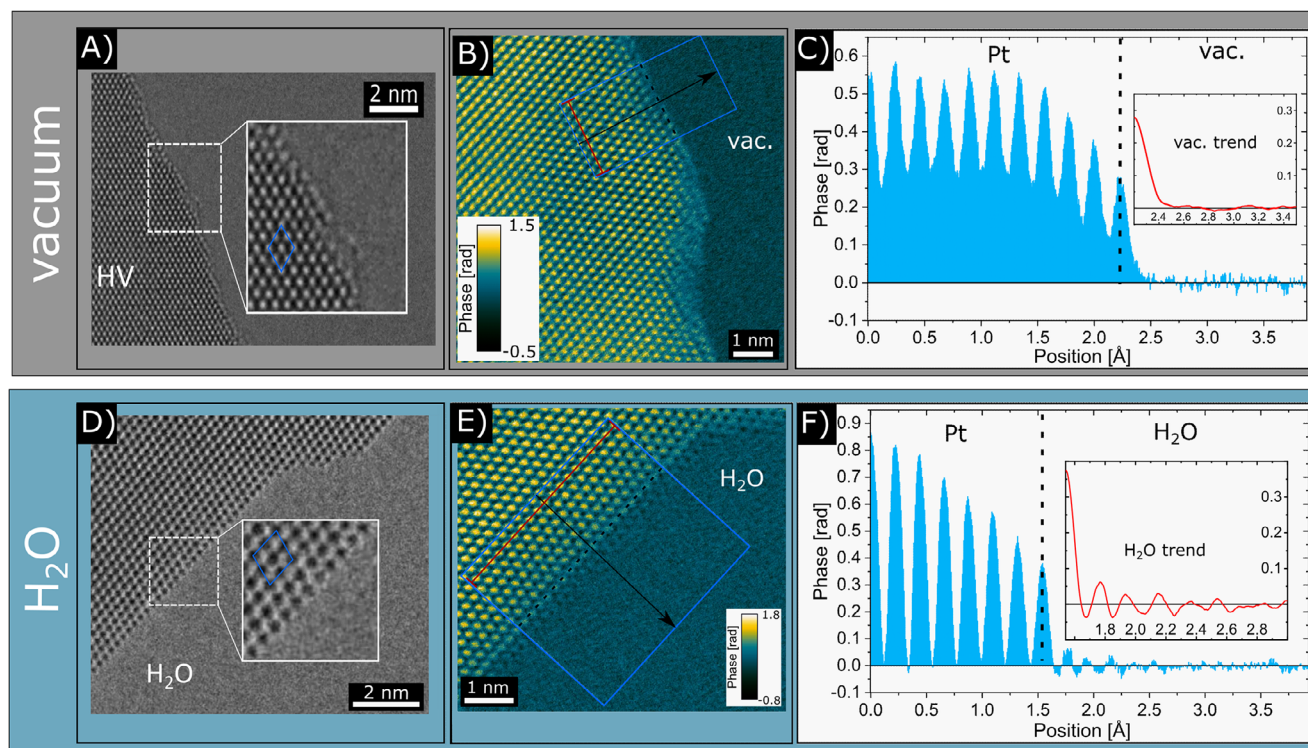 vacuum
A)
2 nm
HV
B)
vac.
Phase [rad]
1.5
-0.5
1 nm
C)
Pt
vac.
Phase [rad]
0.6
0.5
0.4
0.3
0.2
0.1
0.0
-0.1
0.0 0.5 1.0 1.5 2.0 2.5 3.0 3.5
Position [Å]
vac. trend
0.3
0.2
0.1
2.4 2.6 2.8 3.0 3.2 3.4
H₂O
D)
H₂O
2 nm
E)
H₂O
Phase [rad]
1.8
-0.8
1 nm
F)
Pt
H₂O
Phase [rad]
0.9
0.8
0.7
0.6
0.5
0.4
0.3
0.2
0.1
0.0
-0.1
0.0 0.5 1.0 1.5 2.0 2.5 3.0 3.5
Position [Å]
H₂O trend
0.3
0.2
0.1
1.8 2.0 2.2 2.4 2.6 2.8